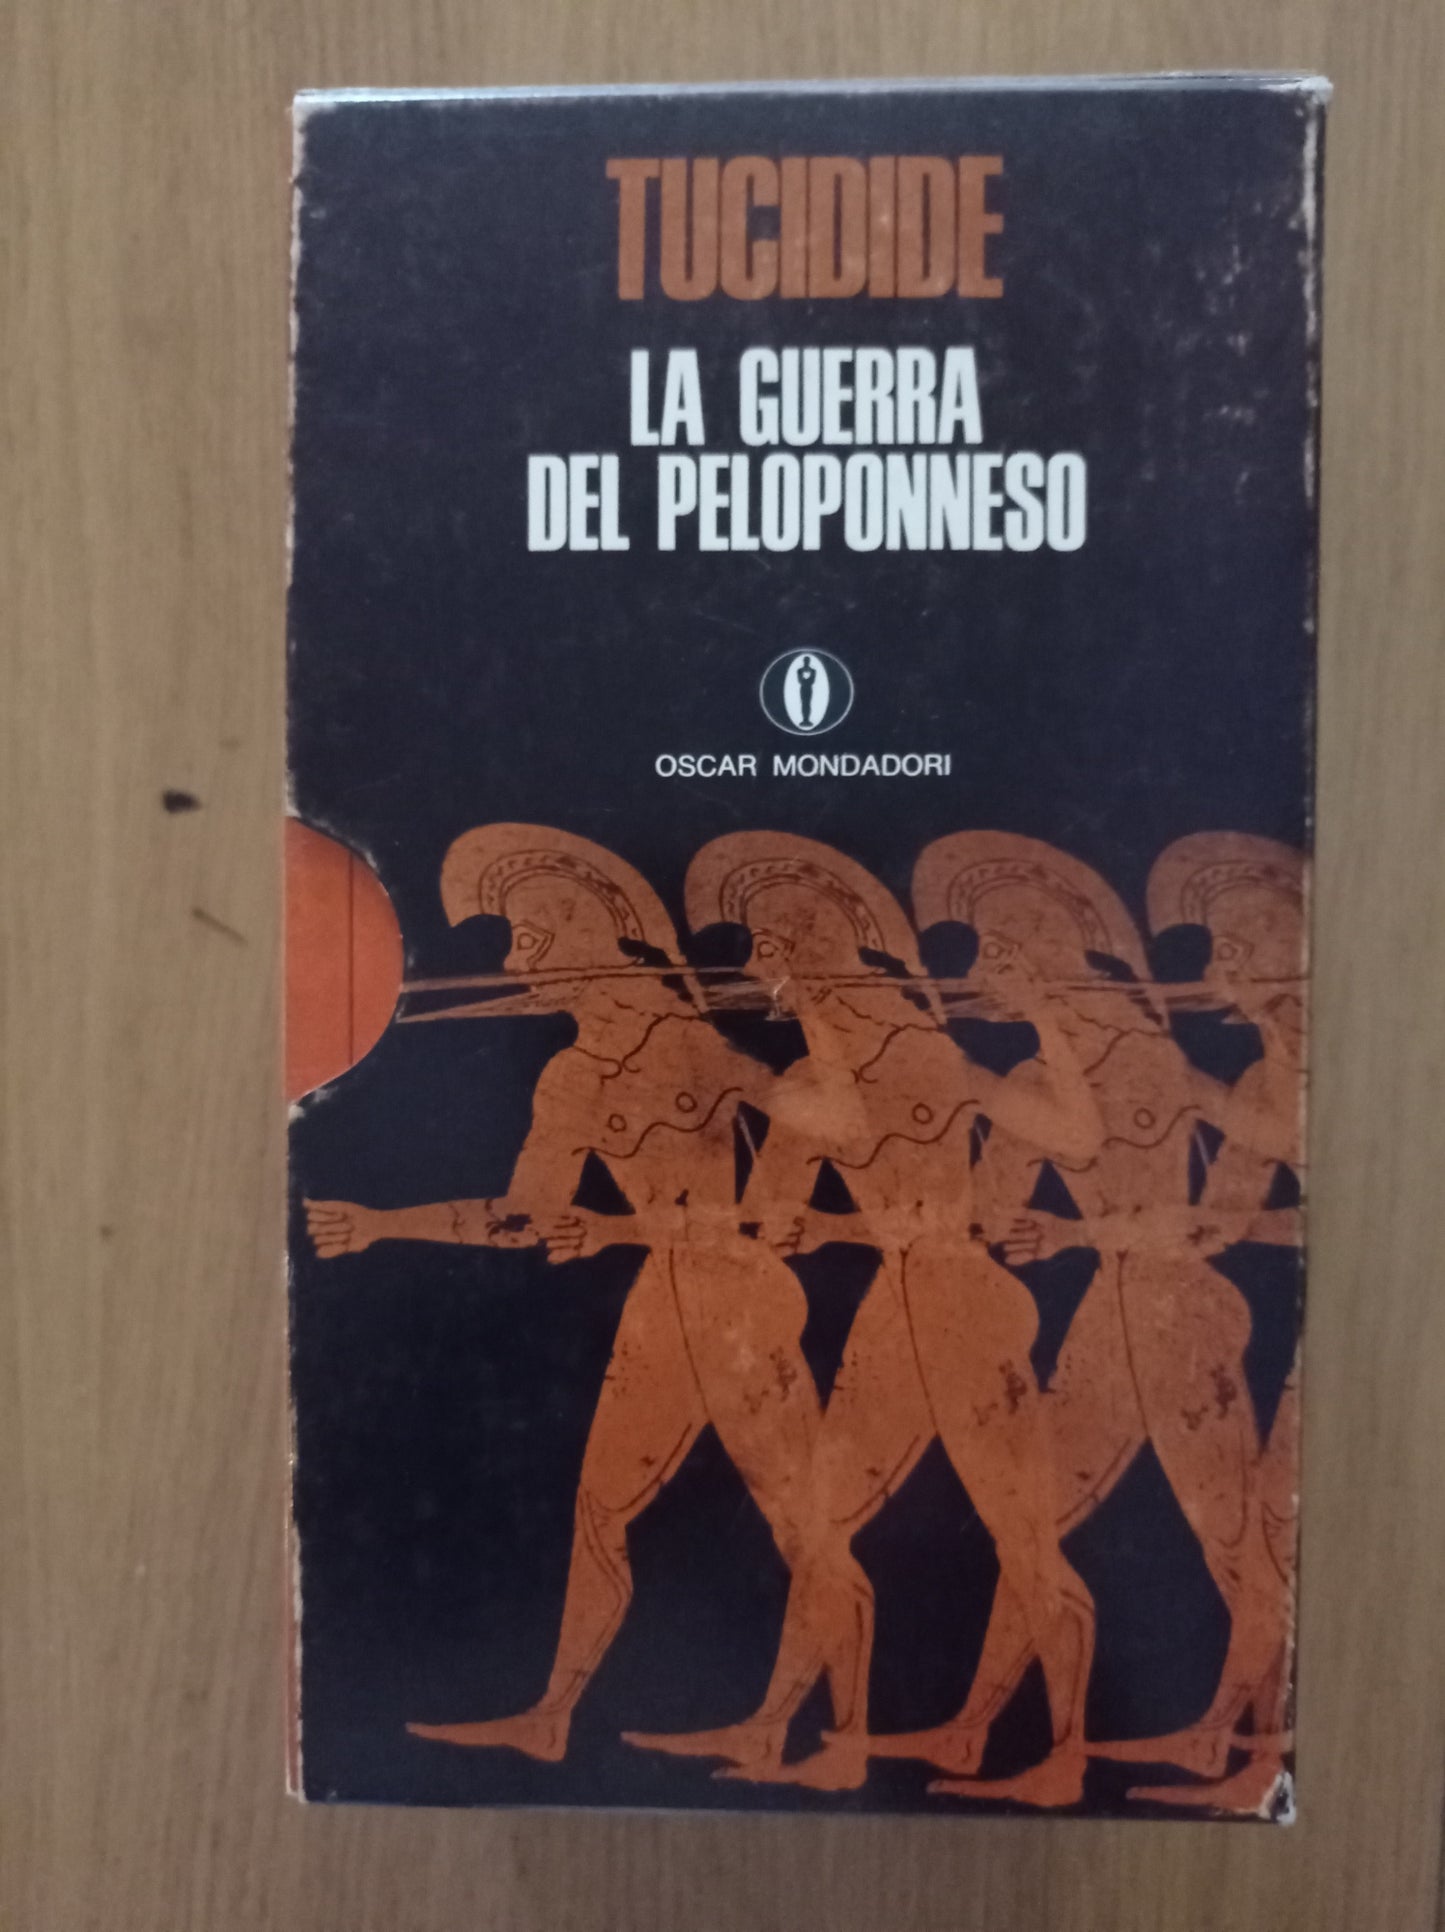 TUCIDIDE
LA GUERRA
DEL PELOPONNESO
OSCAR MONDADORI